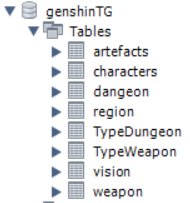 genshinTG
Tables
artefacts
characters
dangeon
region
TypeDungeon
TypeWeapon
vision
weapon